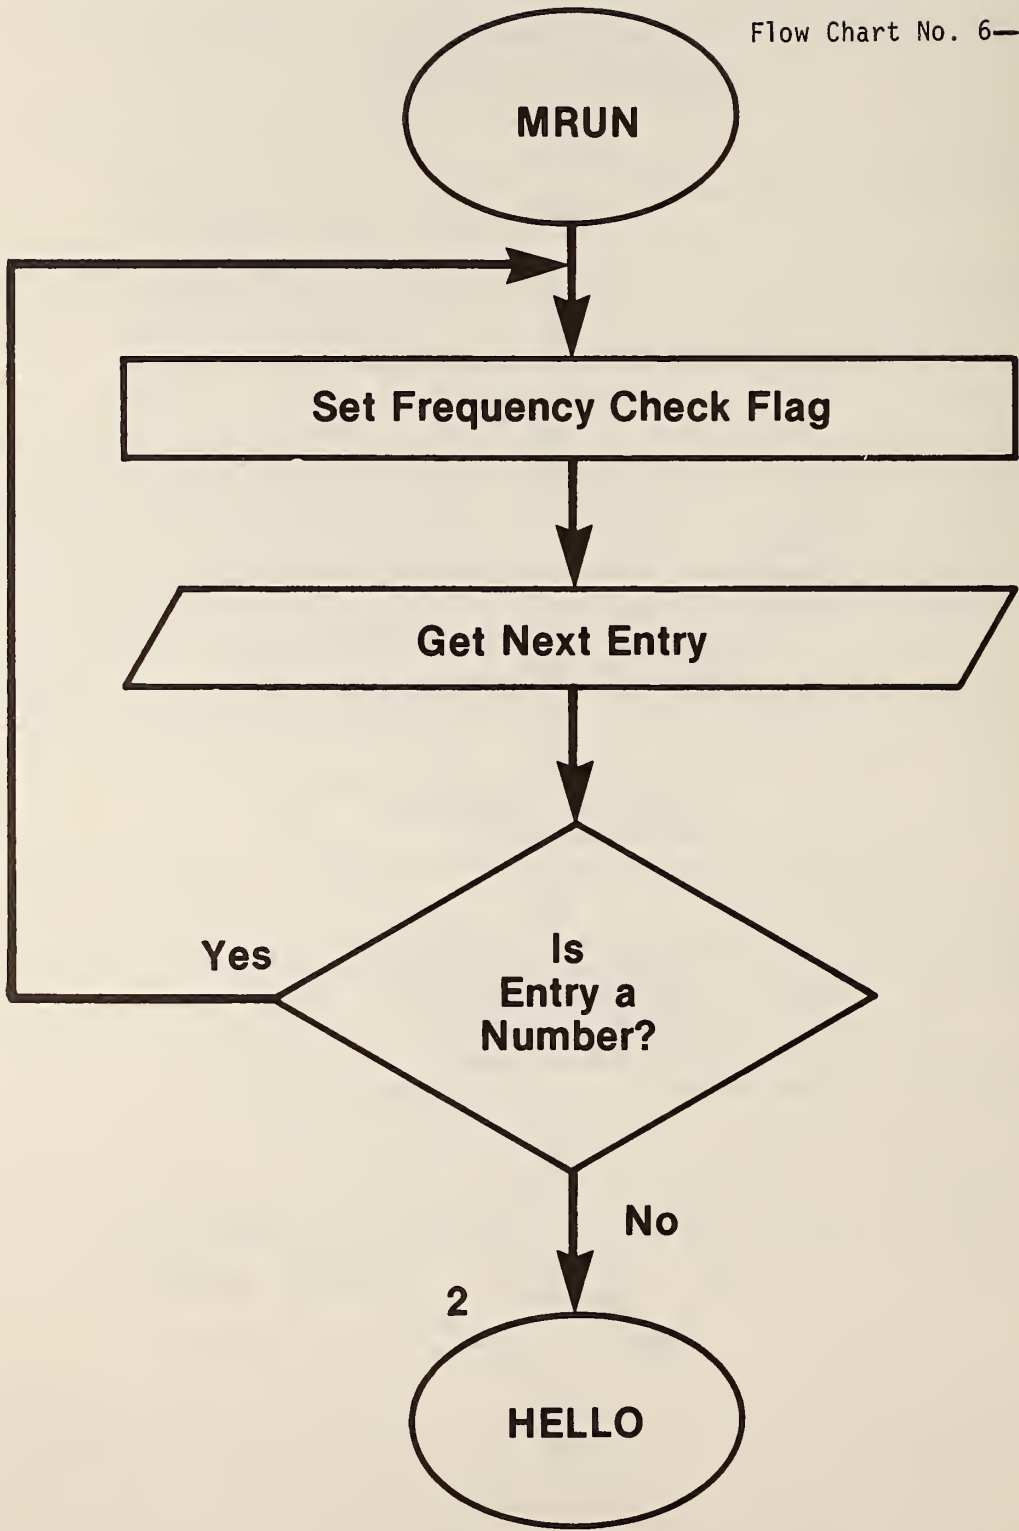 Flow Chart No. 6—
MRUN
Set Frequency Check Flag
Get Next Entry
Yes
Is
Entry a
Number?
No
2
HELLO